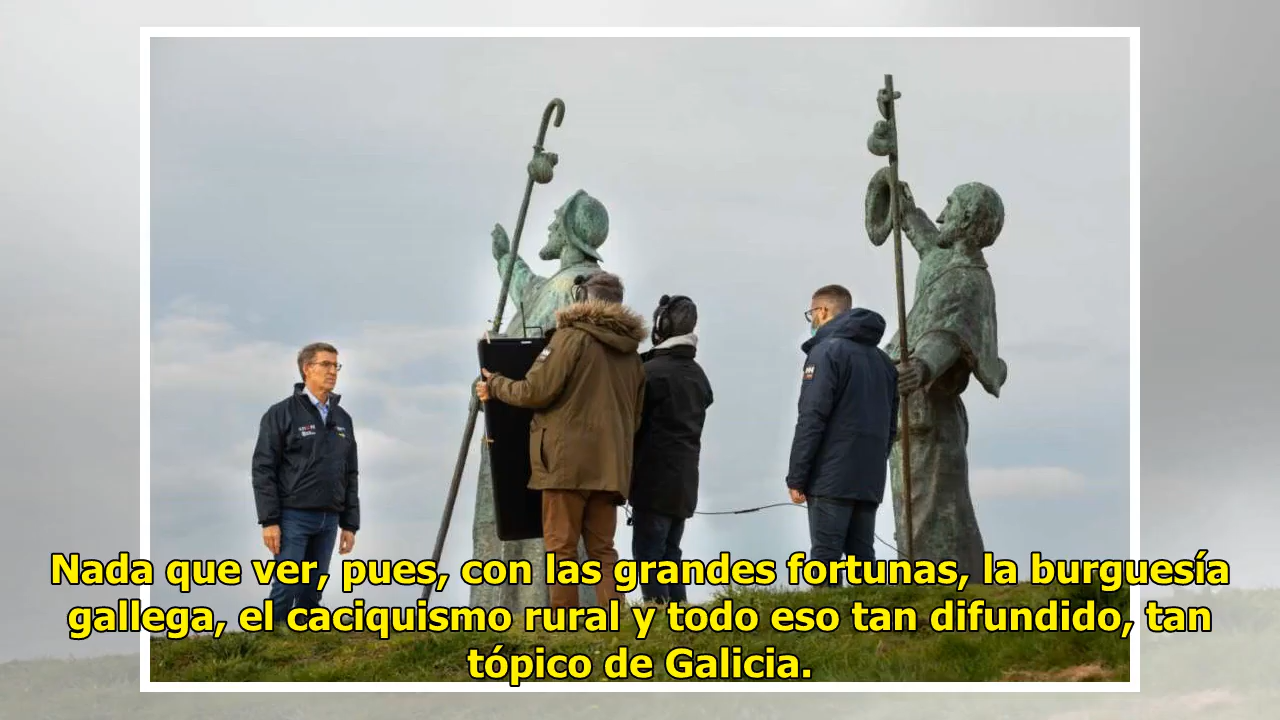 Nada que ver, pues, con las grandes fortunas, la burguesía
gallega, el caciquismo rural y todo eso tan difundido, tan
tópico de Galicia.